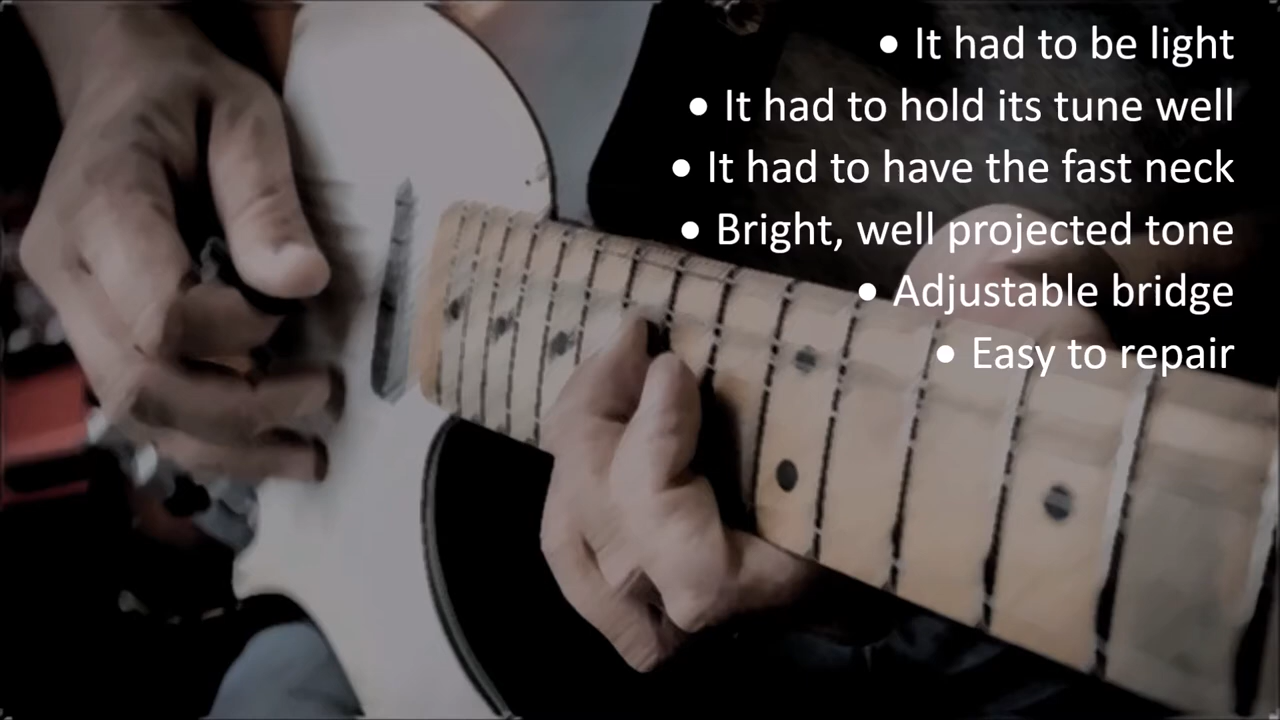 • It had to be light
• It had to hold its tune well
• It had to have the fast neck
• Bright, well projected tone
• Adjustable bridge
• Easy to repair